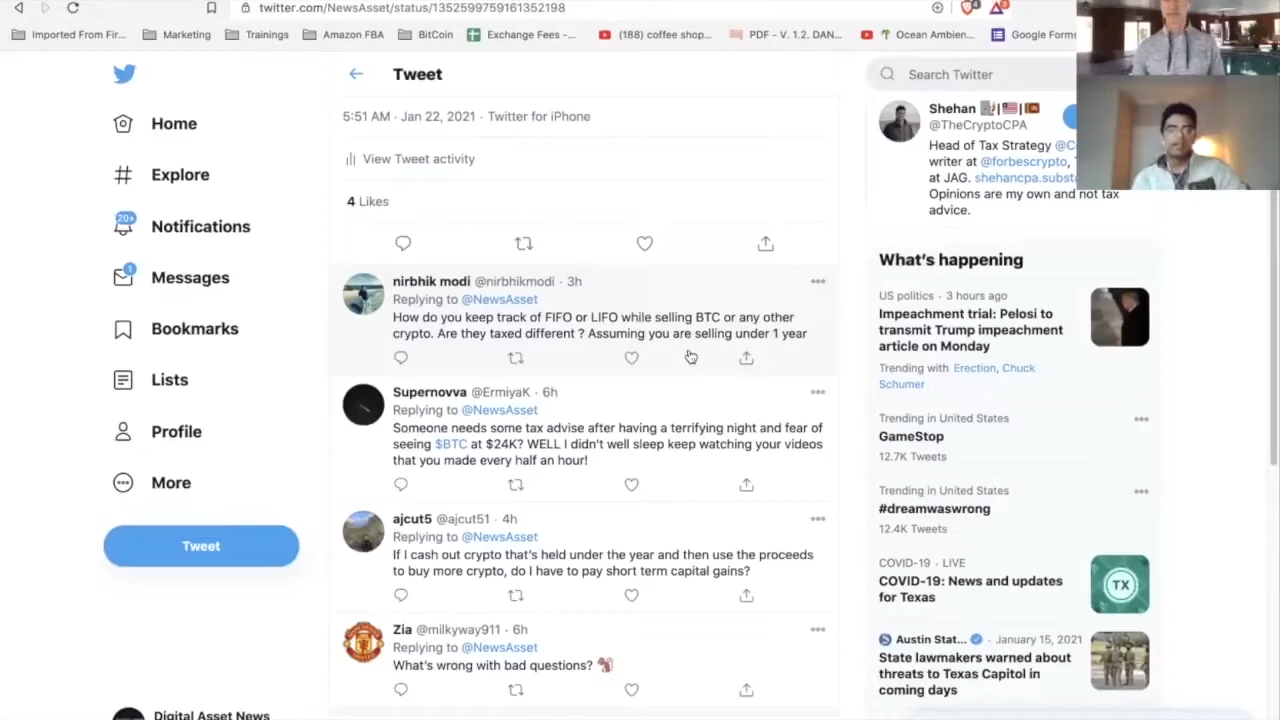 twitter.com/NewsAsset/status/1352599759161352198
Imported From Fir... Marketing Trainings Amazon FBA BitCoin Exchange Fees -... (188) coffee shop... PDF - V. 1.2. DAN... Ocean Ambien... Google Forms
Home
Explore
20+
Notifications
1
Messages
Bookmarks
Lists
Profile
More
Tweet
Digital Asset News
Tweet
5:51 AM · Jan 22, 2021 · Twitter for iPhone
View Tweet activity
4 Likes
nirbhik modi @nirbhikmodi · 3h
Replying to @NewsAsset
How do you keep track of FIFO or LIFO while selling BTC or any other
crypto. Are they taxed different ? Assuming you are selling under 1 year
Supernovva @ErmiyaK · 6h
Replying to @NewsAsset
Someone needs some tax advise after having a terrifying night and fear of
seeing $BTC at $24K? WELL I didn't well sleep keep watching your videos
that you made every half an hour!
ajcut5 @ajcut51 · 4h
Replying to @NewsAsset
If I cash out crypto that's held under the year and then use the proceeds
to buy more crypto, do I have to pay short term capital gains?
Zia @milkyway911 · 6h
Replying to @NewsAsset
What's wrong with bad questions?
Search Twitter
Shehan
@TheCryptoCPA
Head of Tax Strategy @C
writer at @forbescrypto,
at JAG. shehancpa.subst
Opinions are my own and not tax
advice.
What's happening
US politics · 3 hours ago
Impeachment trial: Pelosi to
transmit Trump impeachment
article on Monday
Trending with Erection, Chuck
Schumer
Trending in United States
GameStop
12.7K Tweets
Trending in United States
#dreamwaswrong
12.4K Tweets
COVID-19 · LIVE
COVID-19: News and updates
for Texas
TX
Austin Stat... · January 15, 2021
State lawmakers warned about
threats to Texas Capitol in
coming days